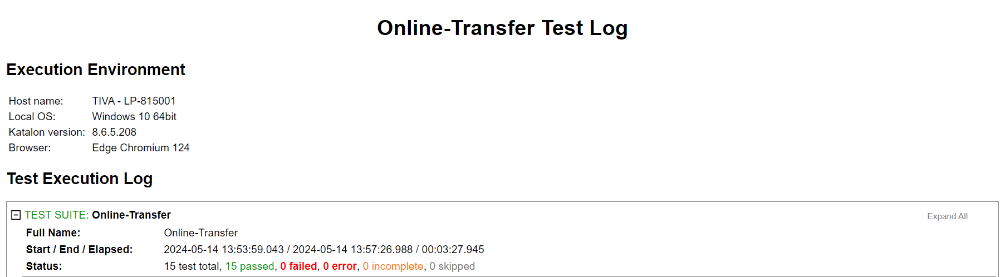 Online-Transfer Test Log
Execution Environment
Host name: TIVA - LP-815001
Local OS: Windows 10 64bit
Katalon version: 8.6.5.208
Browser: Edge Chromium 124
Test Execution Log
TEST SUITE: Online-Transfer Expand All
Full Name: Online-Transfer
Start / End / Elapsed: 2024-05-14 13:53:59.043 / 2024-05-14 13:57:26.988 / 00:03:27.945
Status: 15 test total, 15 passed, 0 failed, 0 error, 0 incomplete, 0 skipped